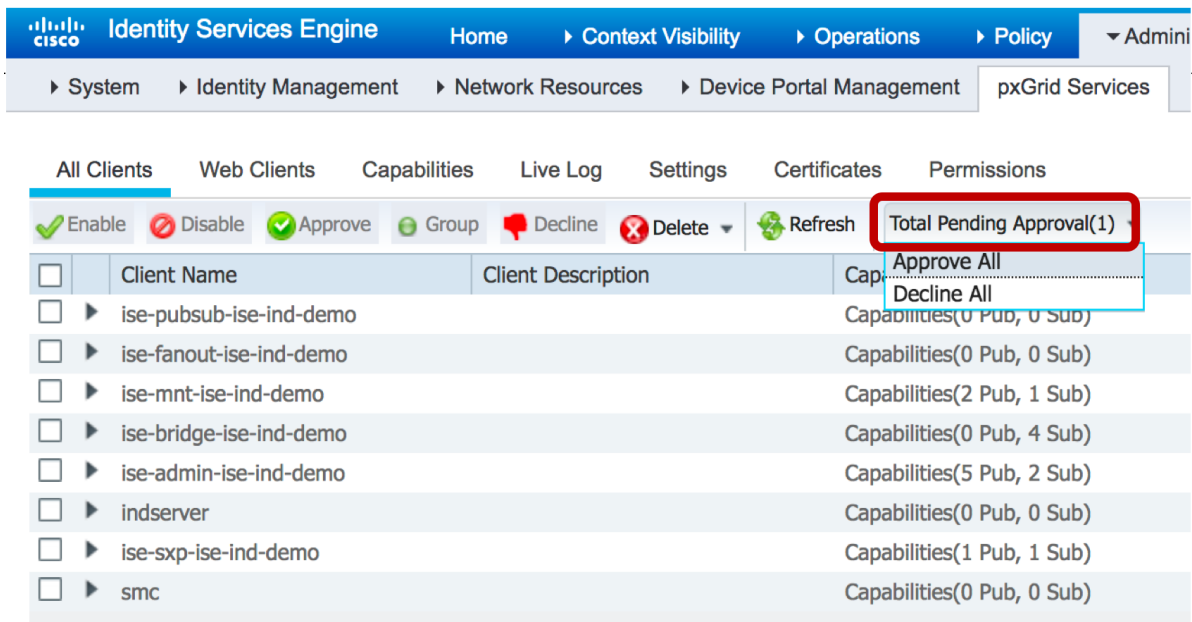 cisco Identity Services Engine Home Context Visibility Operations Policy Admini
System Identity Management Network Resources Device Portal Management pxGrid Services
All Clients Web Clients Capabilities Live Log Settings Certificates Permissions
Enable Disable Approve Group Decline Delete Refresh Total Pending Approval(1)
Approve All
Decline All
Client Name Client Description
ise-pubsub-ise-ind-demo Capabilities(0 Pub, 0 Sub)
ise-fanout-ise-ind-demo Capabilities(0 Pub, 0 Sub)
ise-mnt-ise-ind-demo Capabilities(2 Pub, 1 Sub)
ise-bridge-ise-ind-demo Capabilities(0 Pub, 4 Sub)
ise-admin-ise-ind-demo Capabilities(5 Pub, 2 Sub)
indserver Capabilities(0 Pub, 0 Sub)
ise-sxp-ise-ind-demo Capabilities(1 Pub, 1 Sub)
smc Capabilities(0 Pub, 0 Sub)